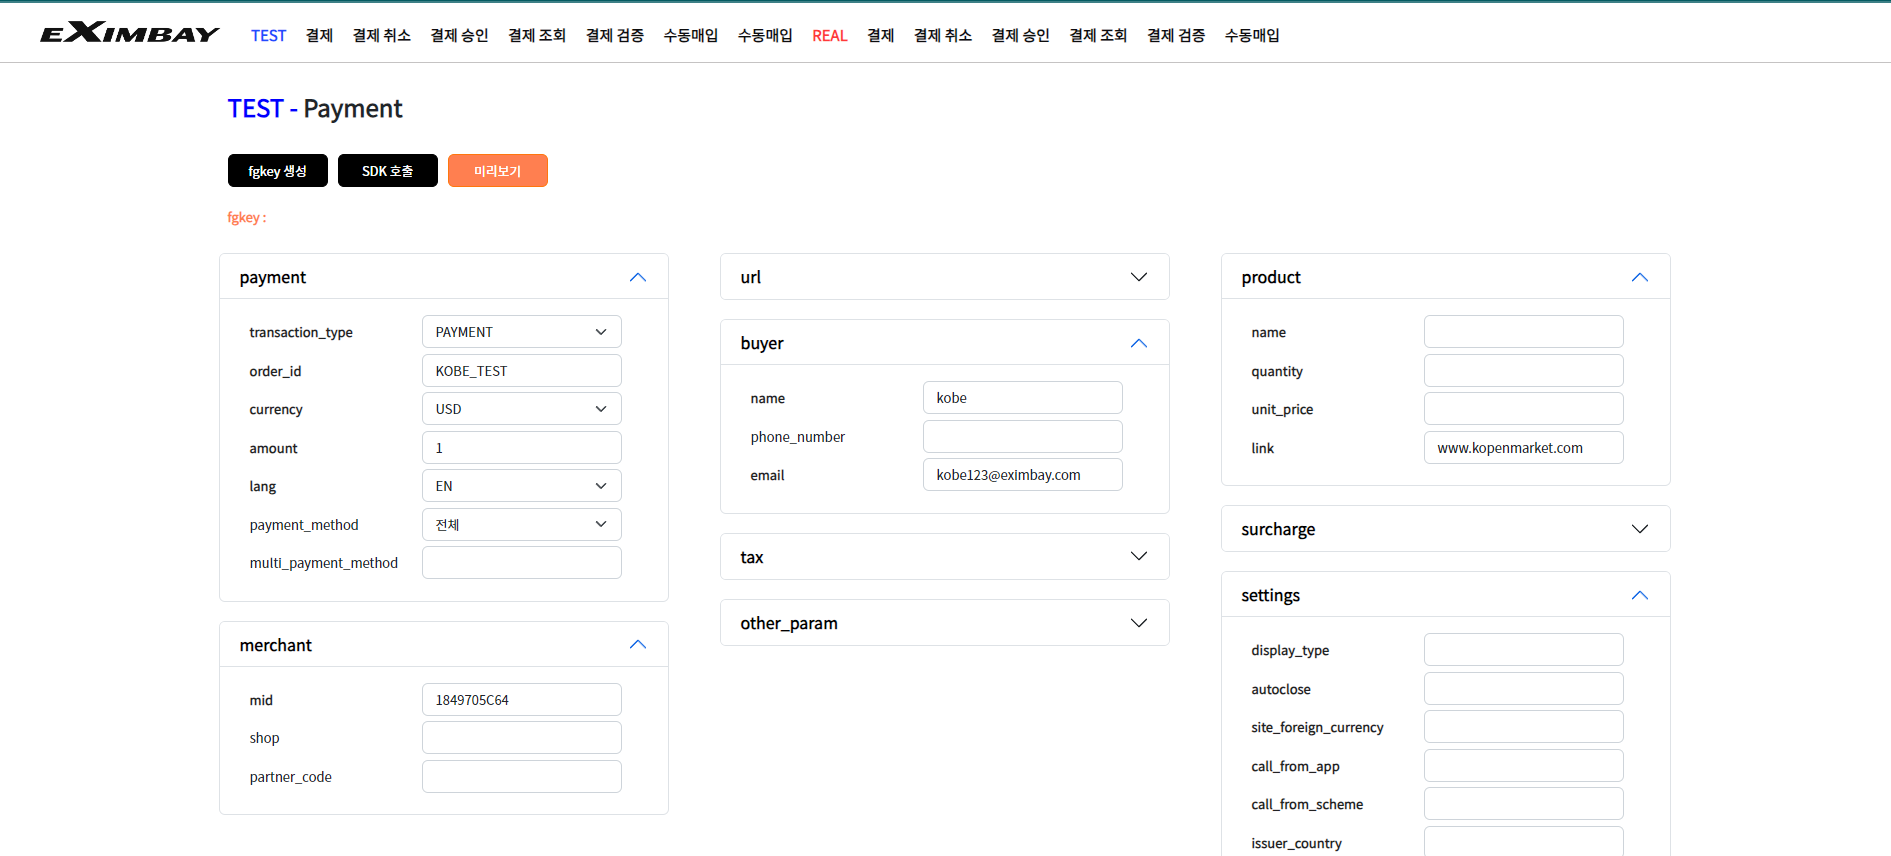 EXIMBAY TEST 결제 결제 취소 결제 승인 결제 조회 결제 검증 수동매입 수동매입 REAL 결제 결제 취소 결제 승인 결제 조회 결제 검증 수동매입
TEST - Payment
fgkey 생성 SDK 호출 미리보기
fgkey :
payment
transaction_type PAYMENT
order_id KOBE_TEST
currency USD
amount 1
lang EN
payment_method 전체
multi_payment_method
merchant
mid 1849705C64
shop
partner_code
url
buyer
name kobe
phone_number
email kobe123@eximbay.com
tax
other_param
product
name
quantity
unit_price
link www.kopenmarket.com
surcharge
settings
display_type
autoclose
site_foreign_currency
call_from_app
call_from_scheme
issuer_country